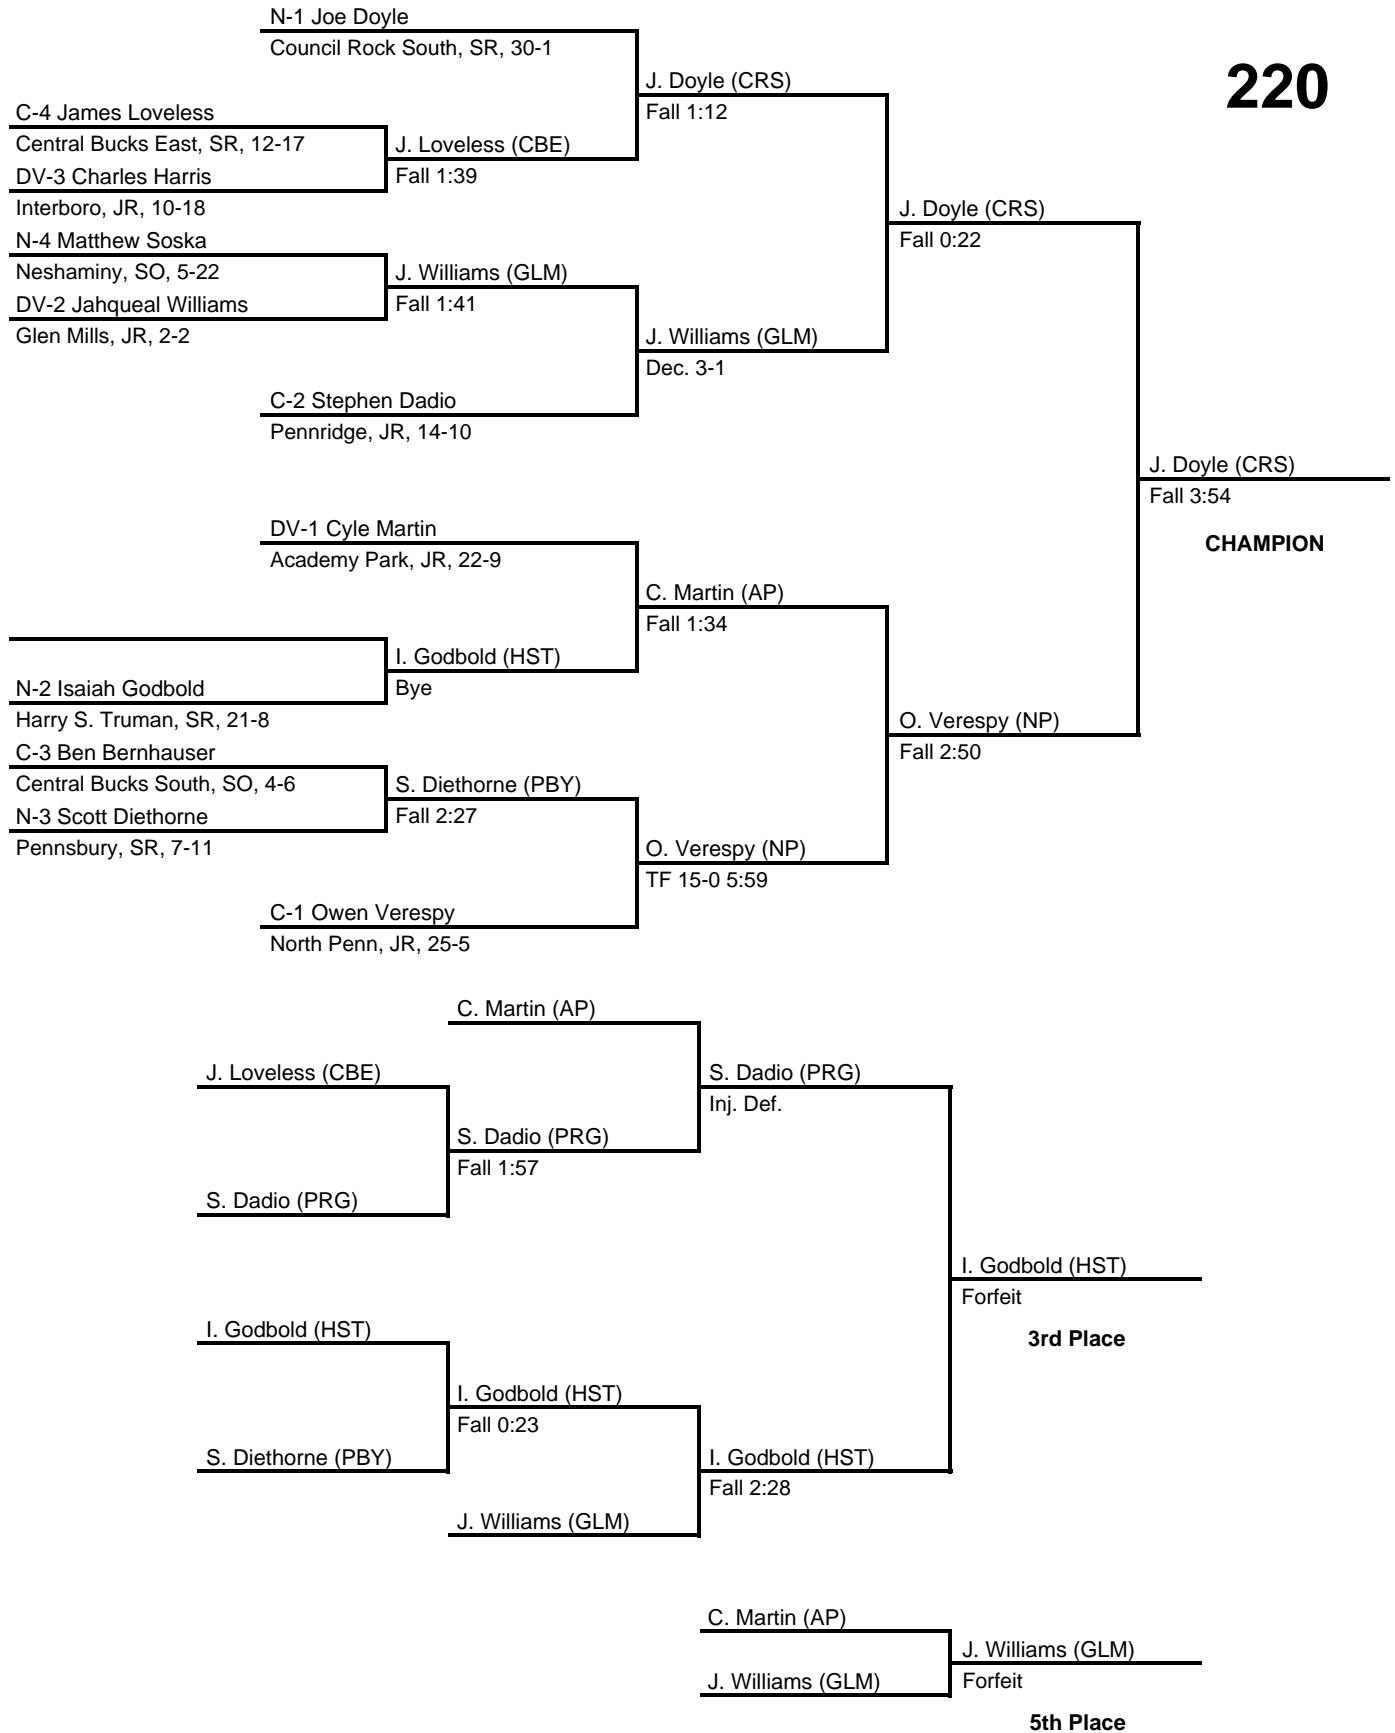 N-1 Joe Doyle
Council Rock South, SR, 30-1
220
J. Doyle (CRS)
Fall 1:12
C-4 James Loveless
Central Bucks East, SR, 12-17
J. Loveless (CBE)
Fall 1:39
DV-3 Charles Harris
Interboro, JR, 10-18
J. Doyle (CRS)
Fall 0:22
N-4 Matthew Soska
Neshaminy, SO, 5-22
J. Williams (GLM)
Fall 1:41
DV-2 Jahqueal Williams
Glen Mills, JR, 2-2
J. Williams (GLM)
Dec. 3-1
C-2 Stephen Dadio
Pennridge, JR, 14-10
J. Doyle (CRS)
Fall 3:54
CHAMPION
DV-1 Cyle Martin
Academy Park, JR, 22-9
C. Martin (AP)
Fall 1:34
I. Godbold (HST)
Bye
N-2 Isaiah Godbold
Harry S. Truman, SR, 21-8
O. Verespy (NP)
Fall 2:50
C-3 Ben Bernhauser
Central Bucks South, SO, 4-6
S. Diethorne (PBY)
Fall 2:27
N-3 Scott Diethorne
Pennsbury, SR, 7-11
O. Verespy (NP)
TF 15-0 5:59
C-1 Owen Verespy
North Penn, JR, 25-5
C. Martin (AP)
J. Loveless (CBE)
S. Dadio (PRG)
Inj. Def.
S. Dadio (PRG)
Fall 1:57
S. Dadio (PRG)
I. Godbold (HST)
Forfeit
3rd Place
I. Godbold (HST)
I. Godbold (HST)
Fall 0:23
S. Diethorne (PBY)
I. Godbold (HST)
Fall 2:28
J. Williams (GLM)
C. Martin (AP)
J. Williams (GLM)
Forfeit
J. Williams (GLM)
5th Place